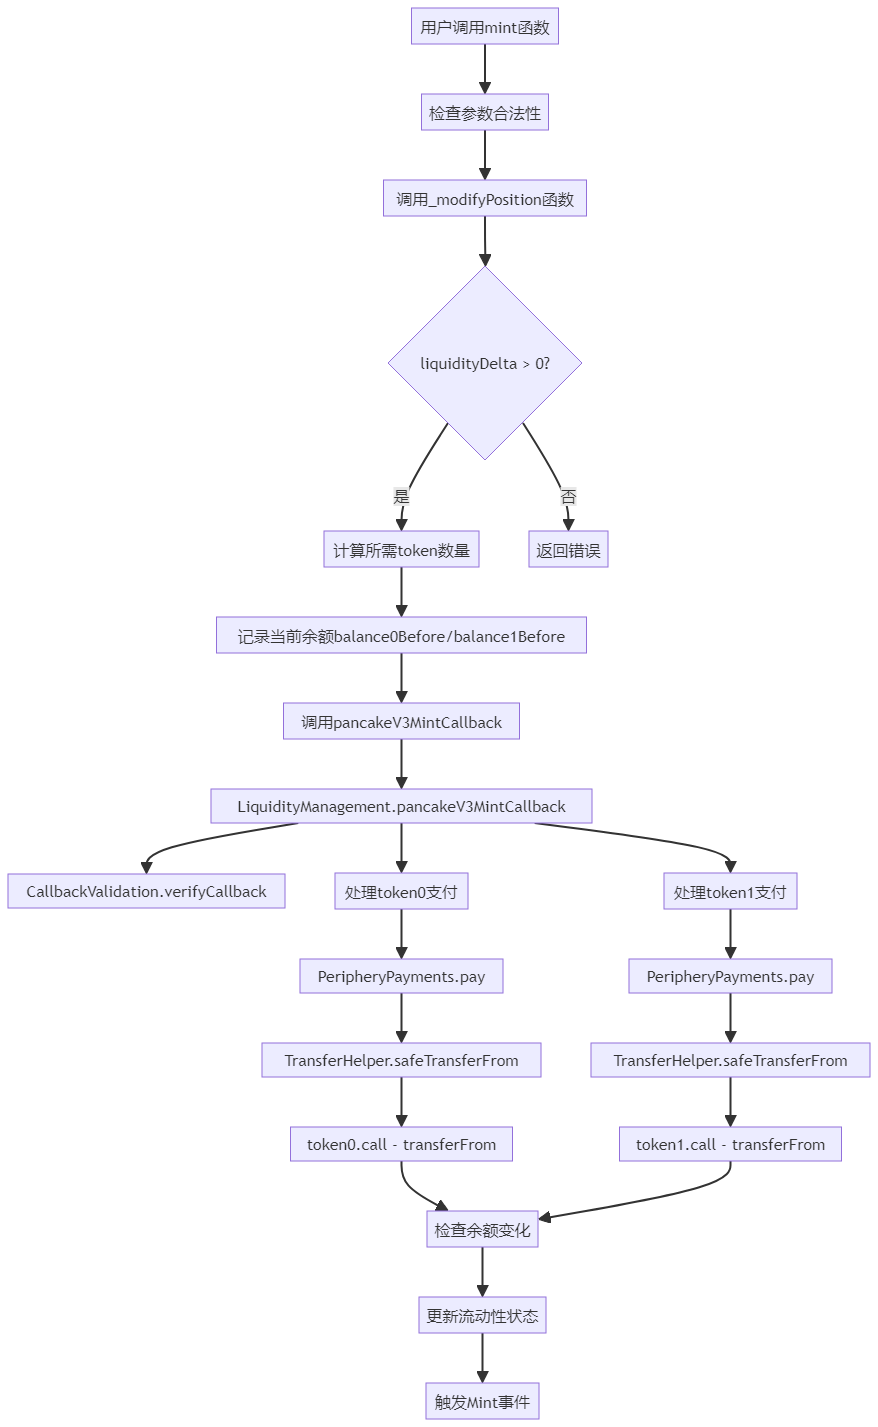 用户调用mint函数
检查参数合法性
调用_modifyPosition函数
liquidityDelta > 0?
是
否
计算所需token数量
返回错误
记录当前余额balance0Before/balance1Before
调用pancakeV3MintCallback
LiquidityManagement.pancakeV3MintCallback
CallbackValidation.verifyCallback
处理token0支付
处理token1支付
PeripheryPayments.pay
PeripheryPayments.pay
TransferHelper.safeTransferFrom
TransferHelper.safeTransferFrom
token0.call - transferFrom
token1.call - transferFrom
检查余额变化
更新流动性状态
触发Mint事件